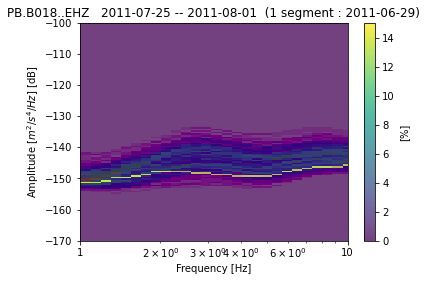 PB.B018..EHZ   2011-07-25 -- 2011-08-01  (1 segment : 2011-06-29)
Amplitude [m²/s⁴/Hz] [dB]
−100
−110
−120
−130
−140
−150
−160
−170
1
2 × 10⁰
3 × 10⁰
4 × 10⁰
6 × 10⁰
10
Frequency [Hz]
14
12
10
8
6
4
2
0
[%]